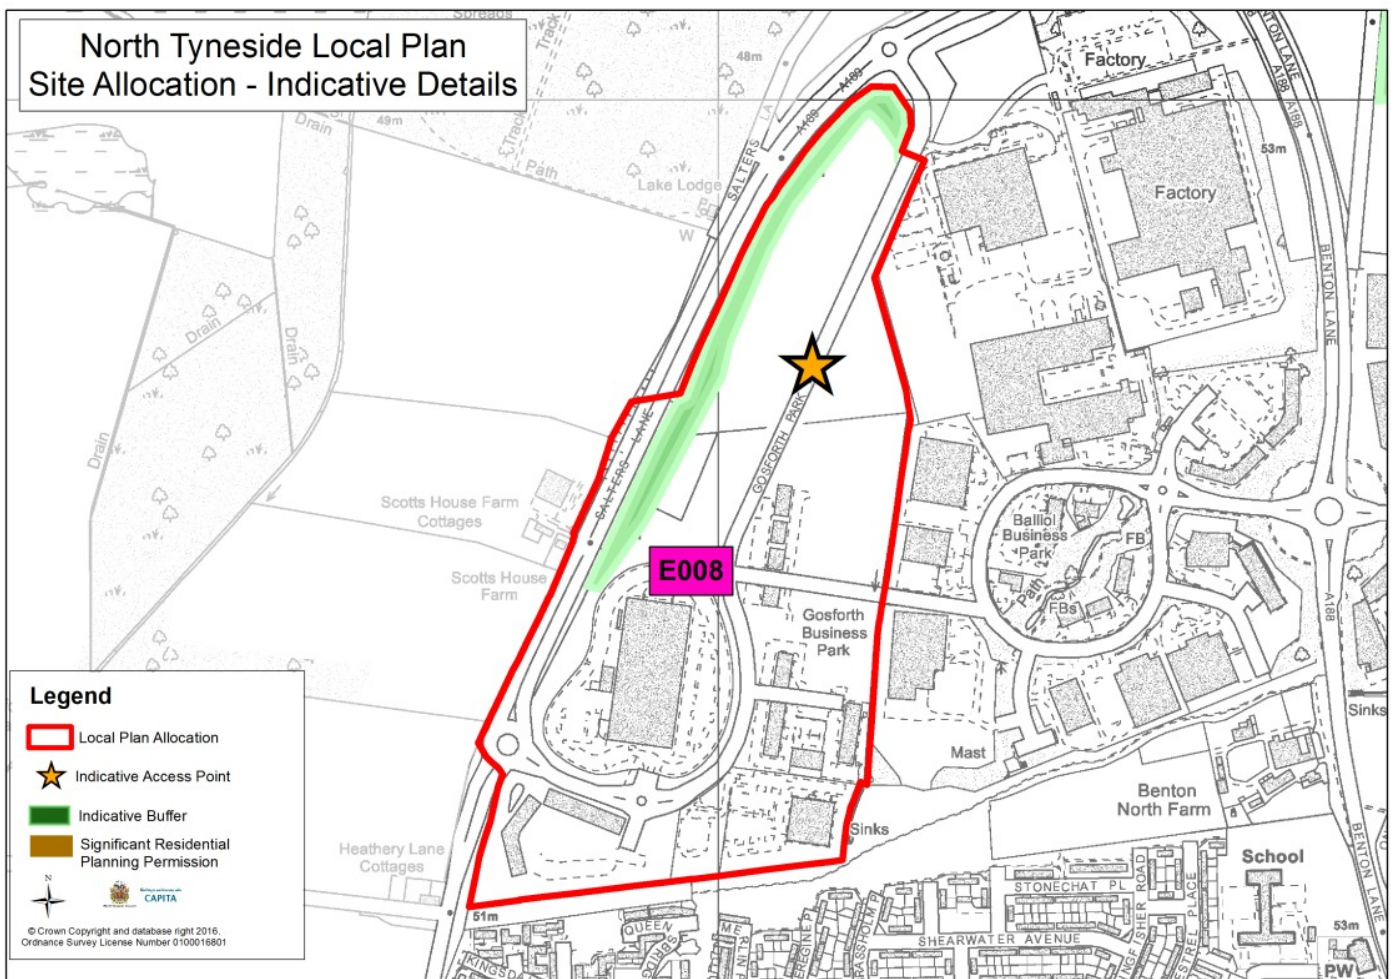 North Tyneside Local Plan
Site Allocation - Indicative Details
Spreads
Track
48m
A189
A189
Factory
BENTON LANE
A188
A188
Drain
49m
Track
Path
SALTERS
LA
Lake Lodge
W
53m
Factory
Drain
Drain
Drain
BENTON LANE
GOSFORTH PARK
SALTERS' LANE
Scotts House Farm
Cottages
Scotts House
Farm
E008
Balliol
Business
Park
FB
Path
FBs
Gosforth
Business
Park
A188
Sinks
Mast
Benton
North Farm
BENTON LANE
Sinks
Heathery Lane
Cottages
51m
School
STONECHAT PL
SHEARWATER AVENUE
QUEEN
53m
PW
Legend
Local Plan Allocation
Indicative Access Point
Indicative Buffer
Significant Residential
Planning Permission
N
CAPITA
© Crown Copyright and database right 2016.
Ordnance Survey License Number 0100016801